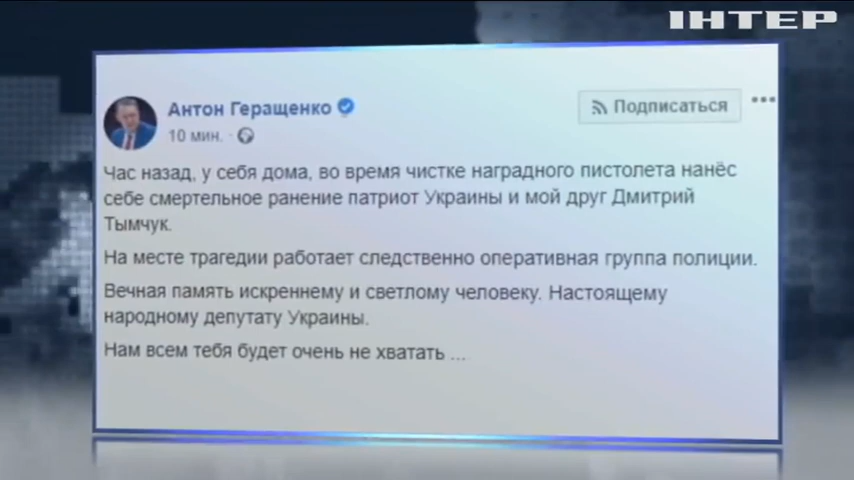 ІНТЕР
Антон Геращенко
Подписаться
10 мин.
Час назад, у себя дома, во время чистке наградного пистолета нанёс
себе смертельное ранение патриот Украины и мой друг Дмитрий
Тымчук.
На месте трагедии работает следственно оперативная группа полиции.
Вечная память искреннему и светлому человеку. Настоящему
народному депутату Украины.
Нам всем тебя будет очень не хватать ...